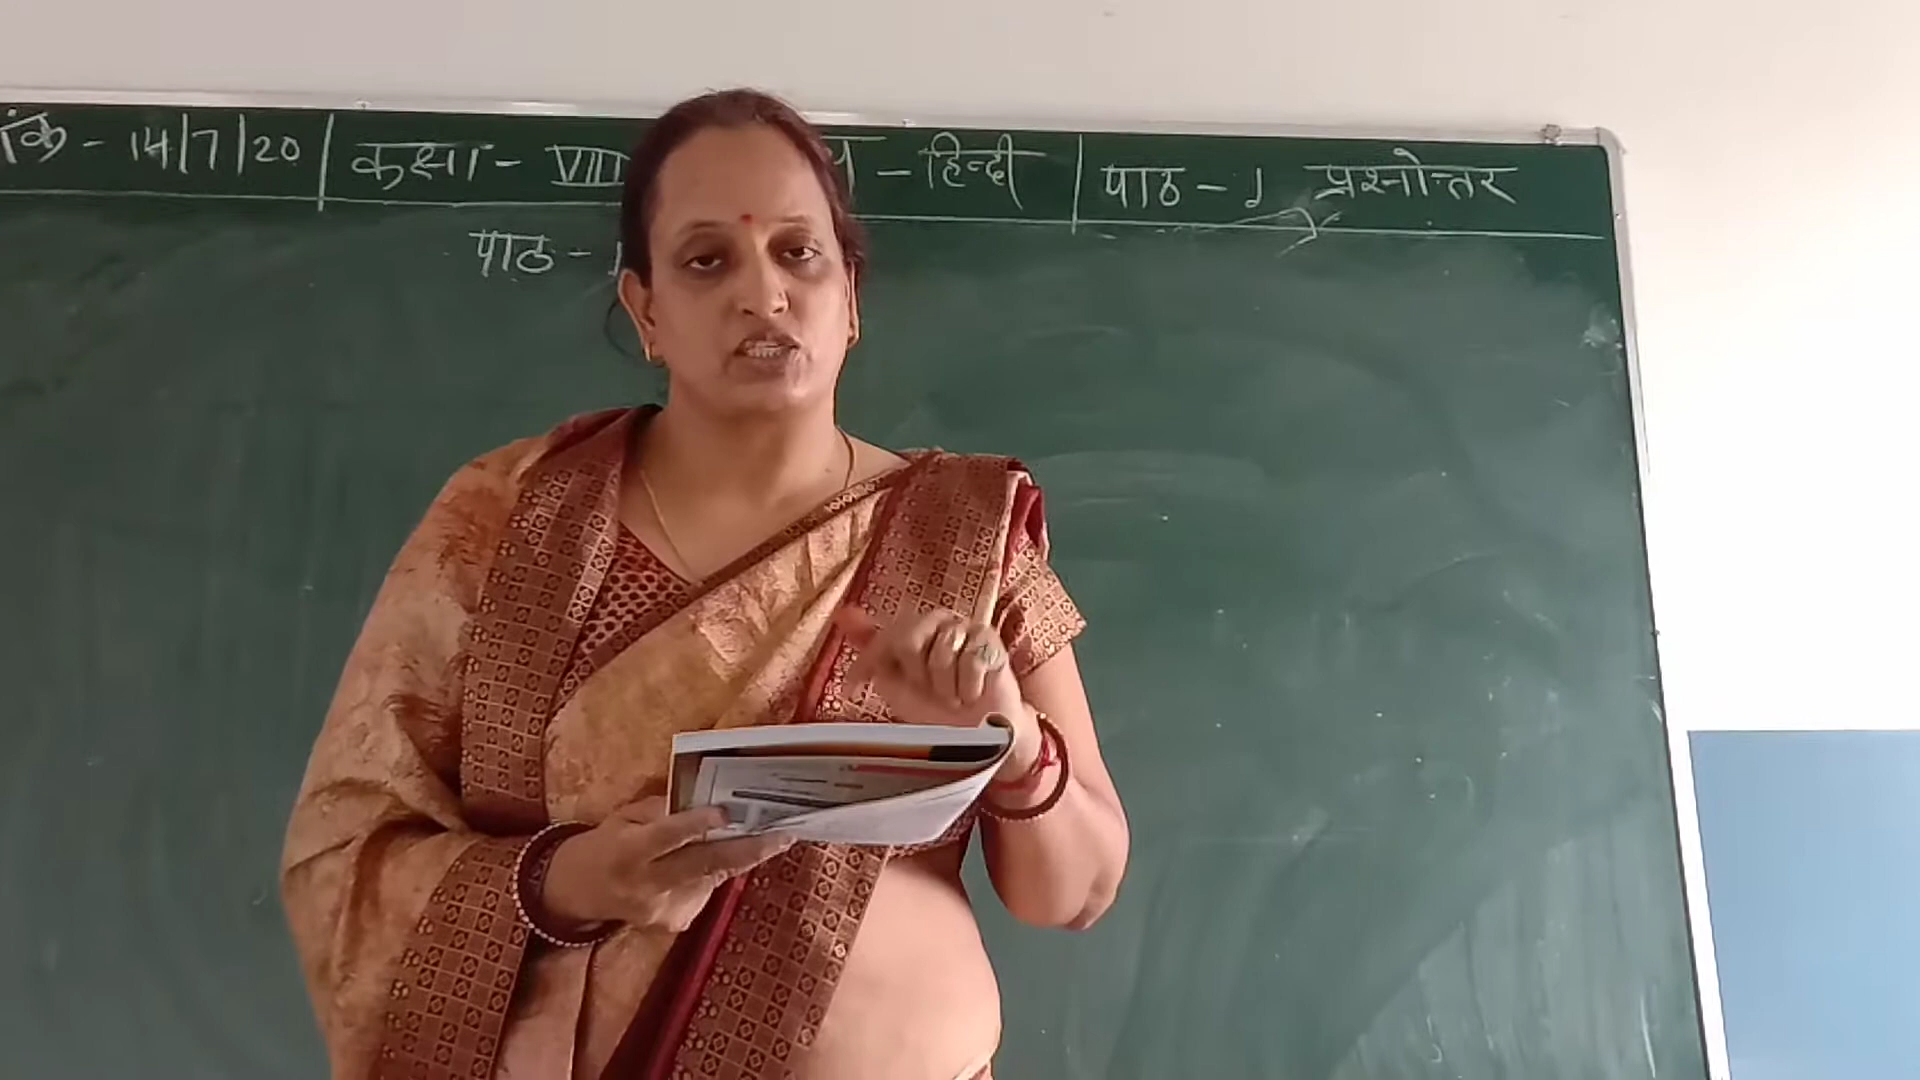 - 14/7/20 | कक्षा - VIII - हिन्दी | पाठ - 1 प्रश्नोत्तर
पाठ -